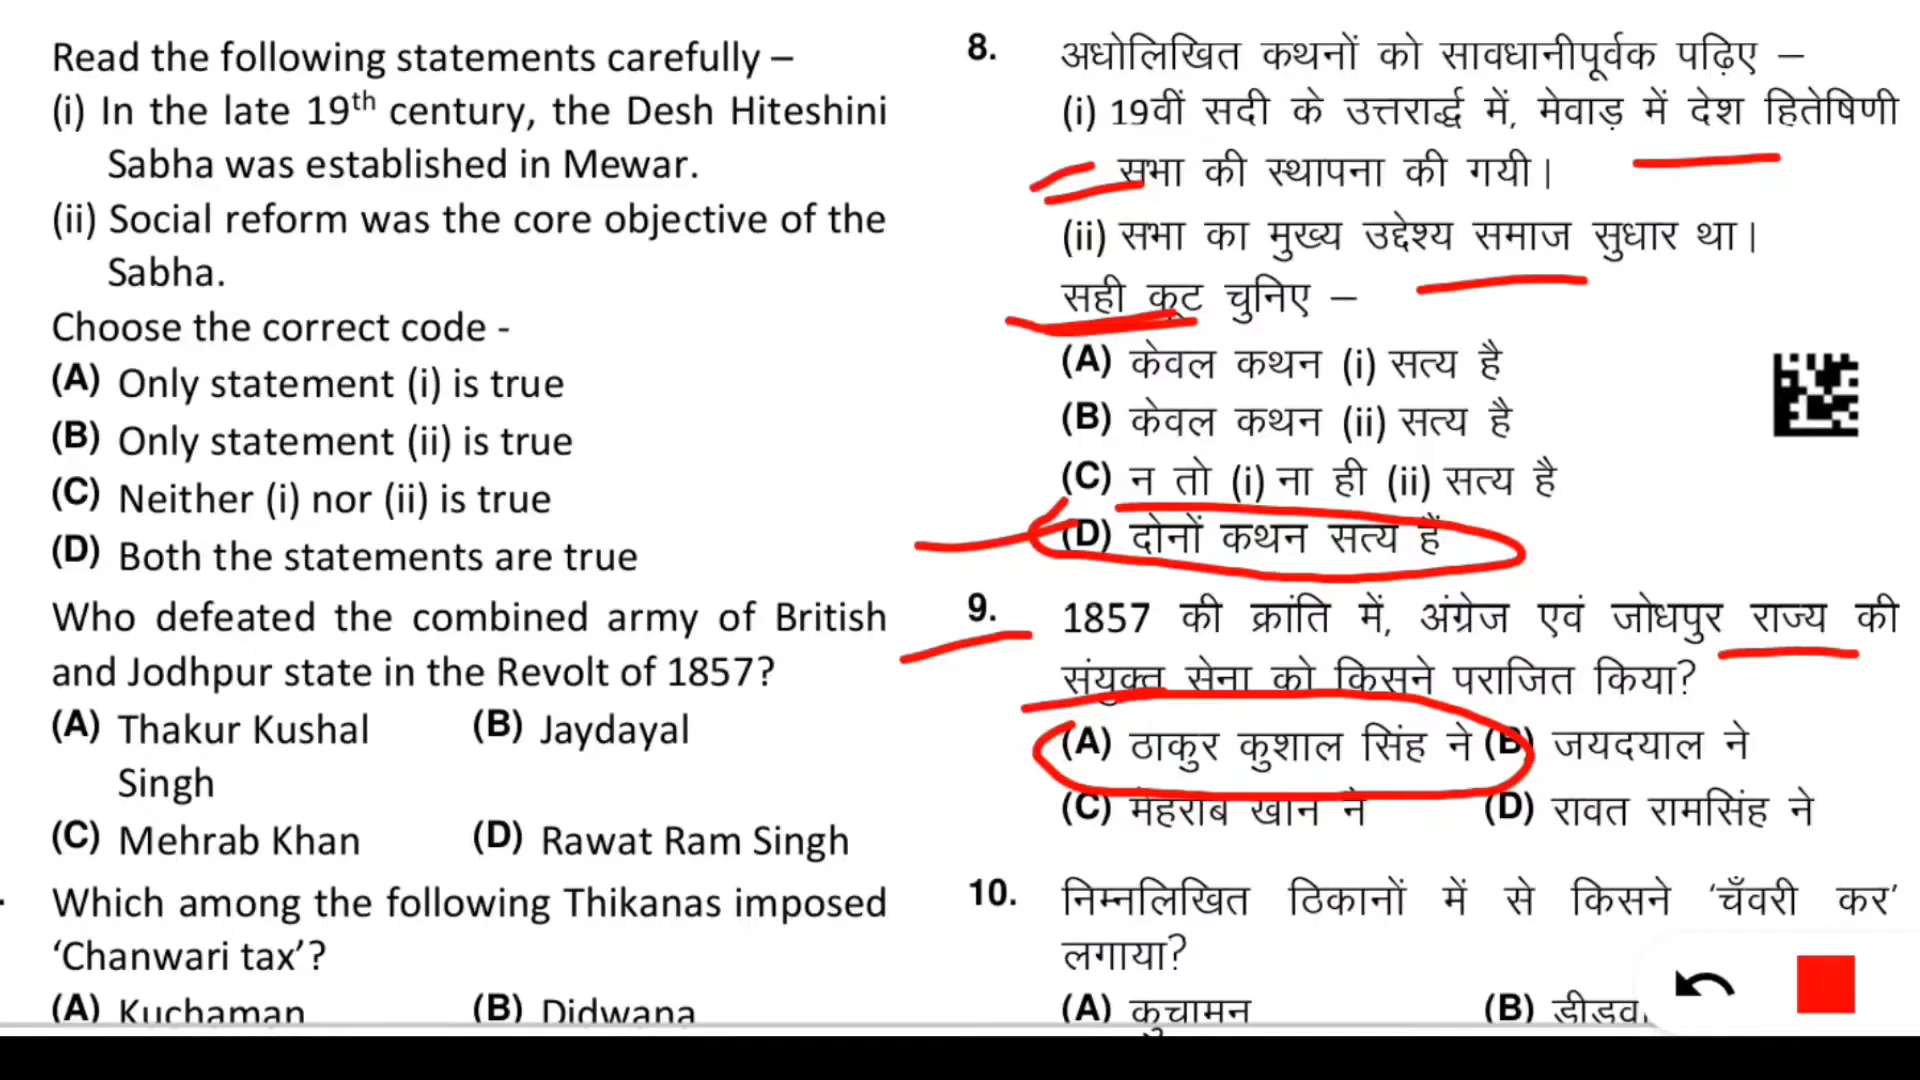 Read the following statements carefully –
(i) In the late 19th century, the Desh Hiteshini
Sabha was established in Mewar.
(ii) Social reform was the core objective of the
Sabha.
Choose the correct code -
(A) Only statement (i) is true
(B) Only statement (ii) is true
(C) Neither (i) nor (ii) is true
(D) Both the statements are true
Who defeated the combined army of British
and Jodhpur state in the Revolt of 1857?
(A) Thakur Kushal (B) Jaydayal
Singh
(C) Mehrab Khan (D) Rawat Ram Singh
Which among the following Thikanas imposed
‘Chanwari tax’?
(A) Kuchaman (B) Didwana
8. अधोलिखित कथनों को सावधानीपूर्वक पढ़िए –
(i) 19वीं सदी के उत्तरार्द्ध में, मेवाड़ में देश हितेषिणी
सभा की स्थापना की गयी।
(ii) सभा का मुख्य उद्देश्य समाज सुधार था।
सही कूट चुनिए –
(A) केवल कथन (i) सत्य है
(B) केवल कथन (ii) सत्य है
(C) न तो (i) ना ही (ii) सत्य है
(D) दोनों कथन सत्य हैं
9. 1857 की क्रांति में, अंग्रेज एवं जोधपुर राज्य की
संयुक्त सेना को किसने पराजित किया?
(A) ठाकुर कुशाल सिंह ने (B) जयदयाल ने
(C) मेहराब खान ने (D) रावत रामसिंह ने
10. निम्नलिखित ठिकानों में से किसने ‘चँवरी कर’
लगाया?
(A) कुचामन (B)